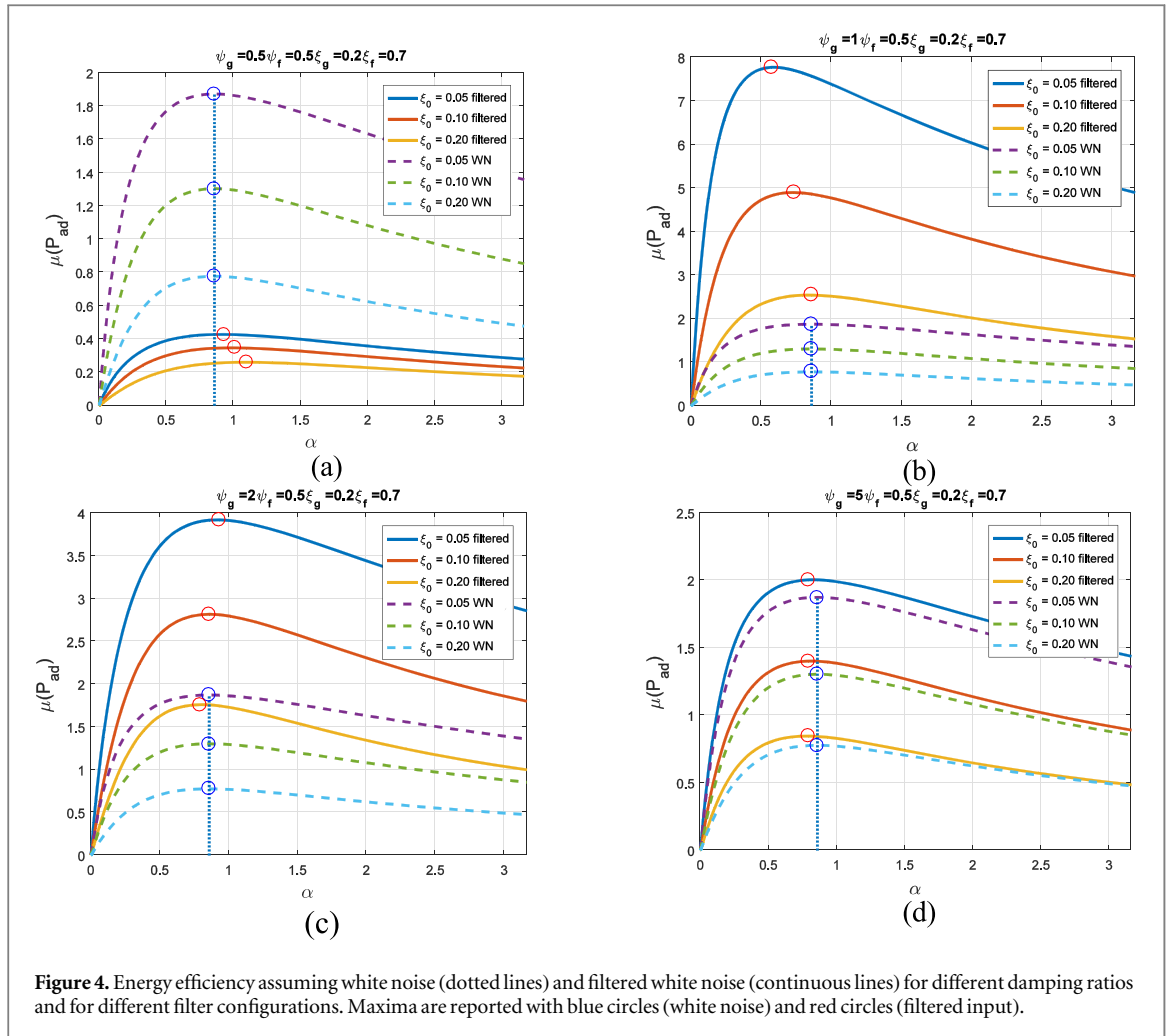 ψg =0.5ψf =0.5ξg =0.2ξf =0.7
μ(Pad)
2
1.8
1.6
1.4
1.2
1
0.8
0.6
0.4
0.2
0
0 0.5 1 1.5 2 2.5 3
α
ξ0 = 0.05 filtered
ξ0 = 0.10 filtered
ξ0 = 0.20 filtered
ξ0 = 0.05 WN
ξ0 = 0.10 WN
ξ0 = 0.20 WN
(a)
ψg =1ψf =0.5ξg =0.2ξf =0.7
μ(Pad)
8
7
6
5
4
3
2
1
0
0 0.5 1 1.5 2 2.5 3
α
ξ0 = 0.05 filtered
ξ0 = 0.10 filtered
ξ0 = 0.20 filtered
ξ0 = 0.05 WN
ξ0 = 0.10 WN
ξ0 = 0.20 WN
(b)
ψg =2ψf =0.5ξg =0.2ξf =0.7
μ(Pad)
4
3.5
3
2.5
2
1.5
1
0.5
0
0 0.5 1 1.5 2 2.5 3
α
ξ0 = 0.05 filtered
ξ0 = 0.10 filtered
ξ0 = 0.20 filtered
ξ0 = 0.05 WN
ξ0 = 0.10 WN
ξ0 = 0.20 WN
(c)
ψg =5ψf =0.5ξg =0.2ξf =0.7
μ(Pad)
2.5
2
1.5
1
0.5
0
0 0.5 1 1.5 2 2.5 3
α
ξ0 = 0.05 filtered
ξ0 = 0.10 filtered
ξ0 = 0.20 filtered
ξ0 = 0.05 WN
ξ0 = 0.10 WN
ξ0 = 0.20 WN
(d)
Figure 4. Energy efficiency assuming white noise (dotted lines) and filtered white noise (continuous lines) for different damping ratios
and for different filter configurations. Maxima are reported with blue circles (white noise) and red circles (filtered input).